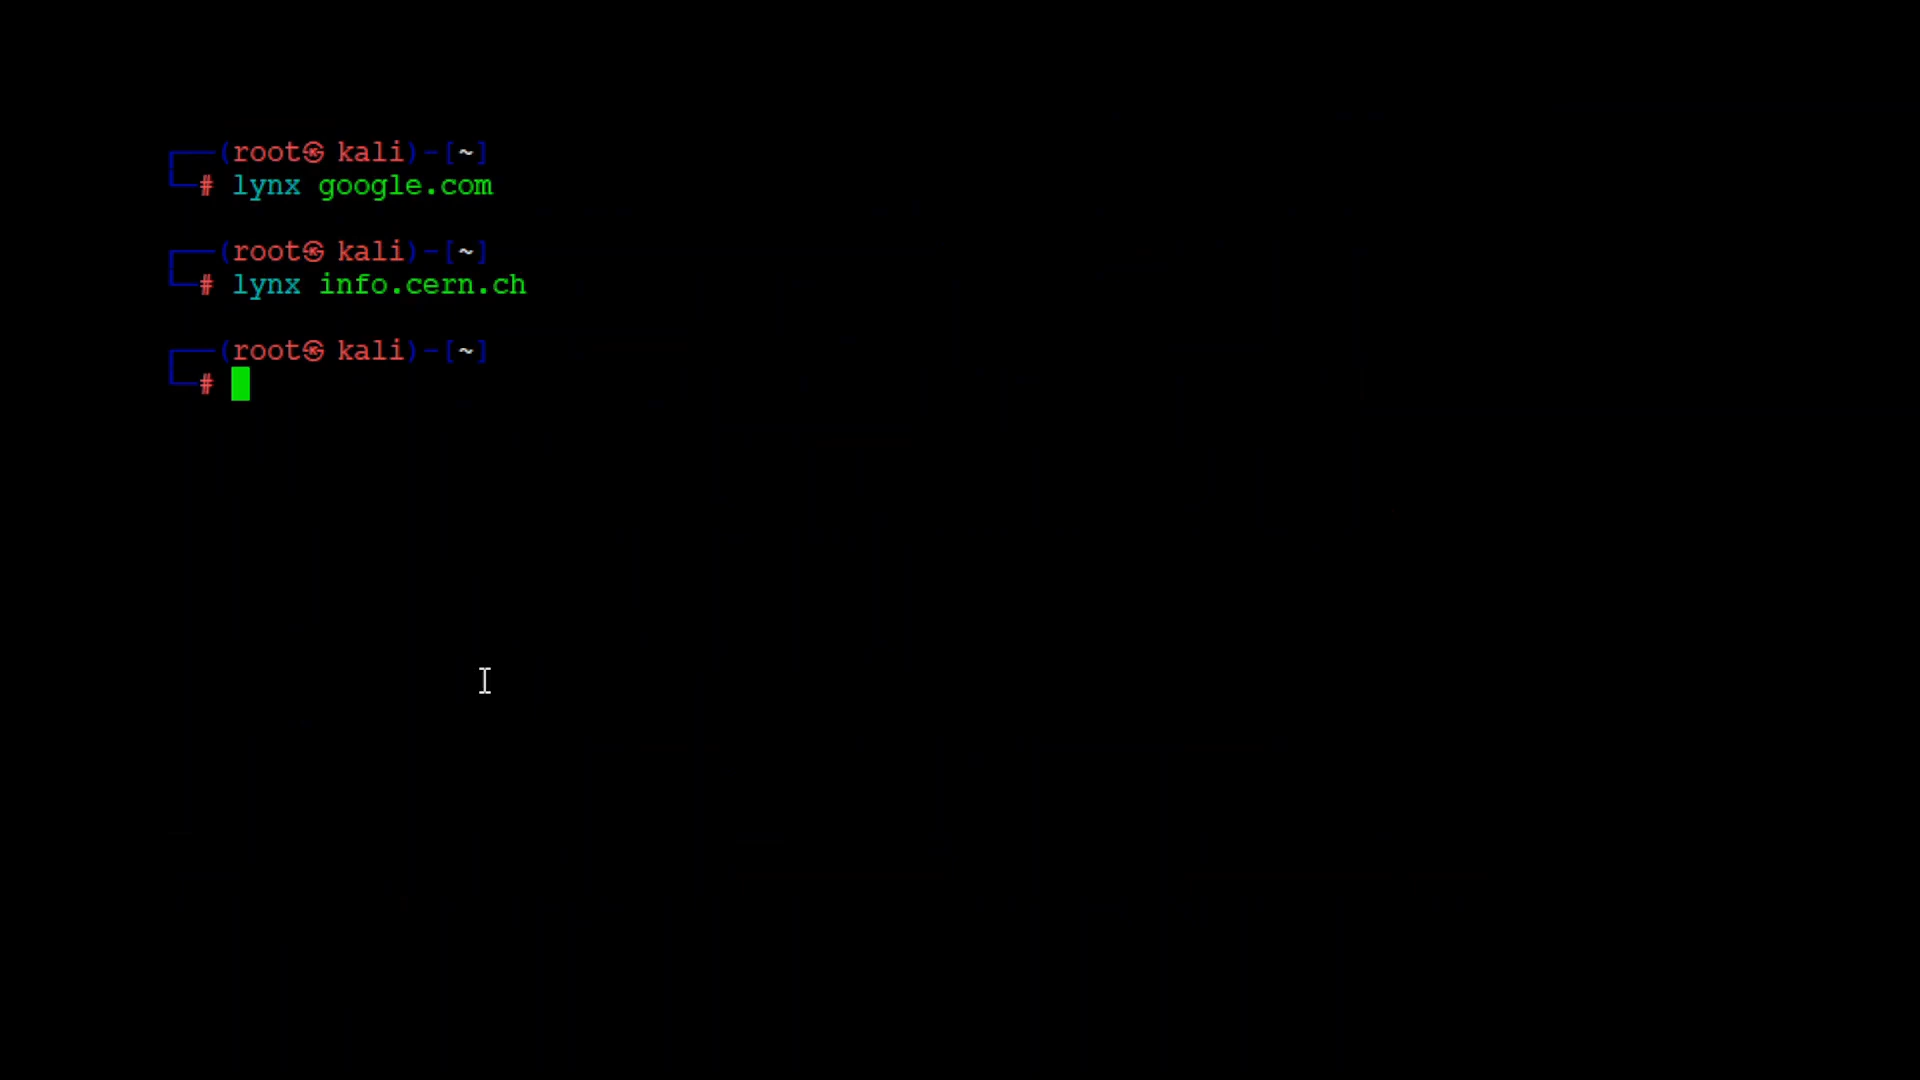 ┌──(root㉿ kali)-[~]
└─# lynx google.com
┌──(root㉿ kali)-[~]
└─# lynx info.cern.ch
┌──(root㉿ kali)-[~]
└─#